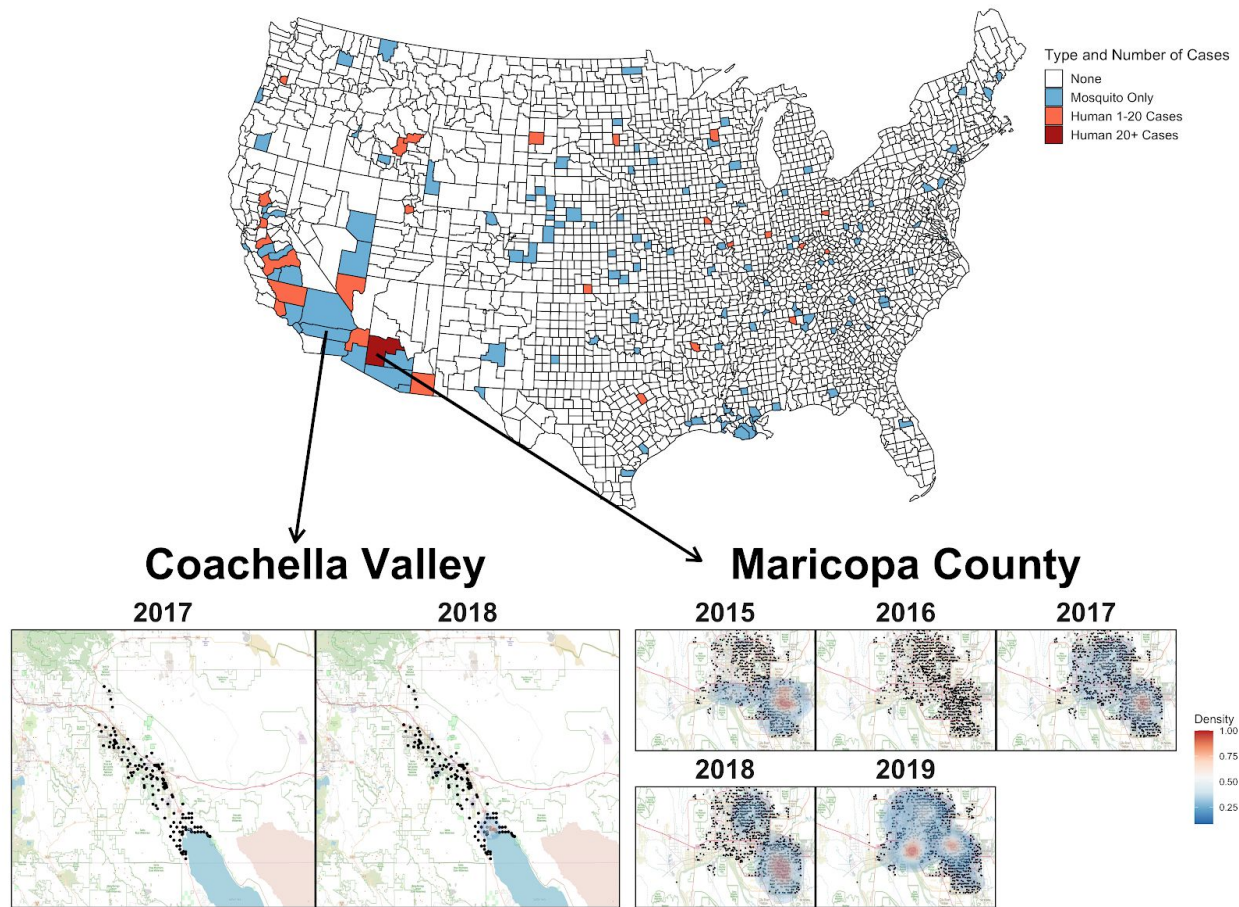 Type and Number of Cases
None
Mosquito Only
Human 1-20 Cases
Human 20+ Cases
Coachella Valley
Maricopa County
2017
2018
2015
2016
2017
2018
2019
Density
1.00
0.75
0.50
0.25